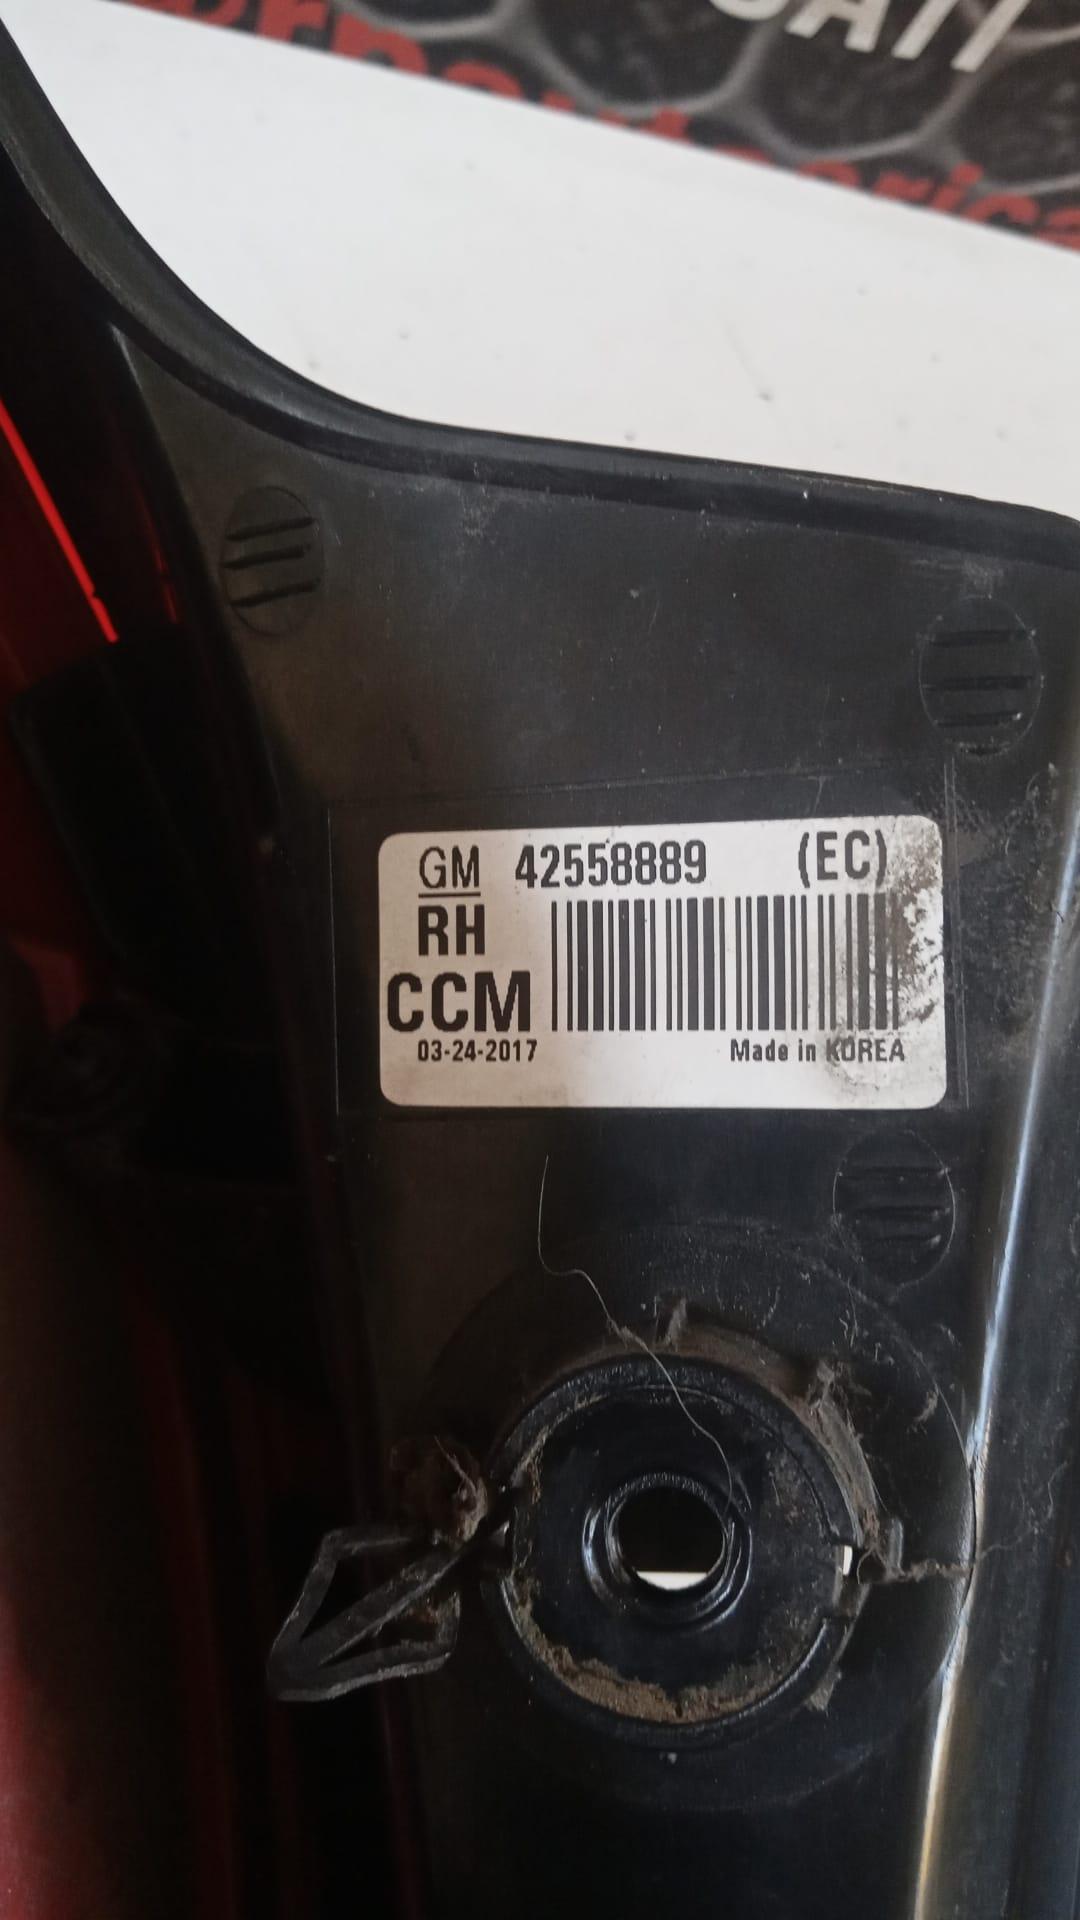 GM 42558889 (EC)
RH
CCM
03-24-2017 Made in KOREA